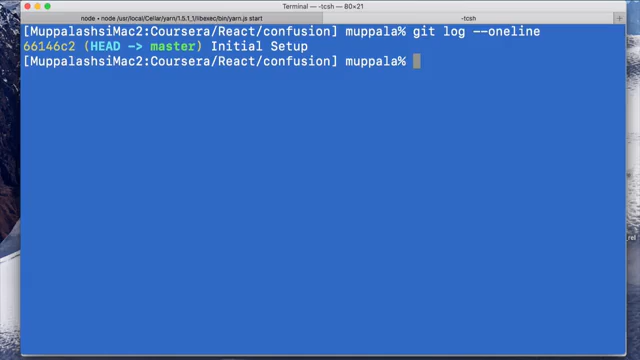 Terminal — -tcsh — 80×21
node • node /usr/local/Cellar/yarn/1.5.1_1/libexec/bin/yarn.js start
-tcsh
[MuppalashsiMac2:Coursera/React/confusion] muppala% git log --oneline
66146c2 (HEAD -> master) Initial Setup
[MuppalashsiMac2:Coursera/React/confusion] muppala%